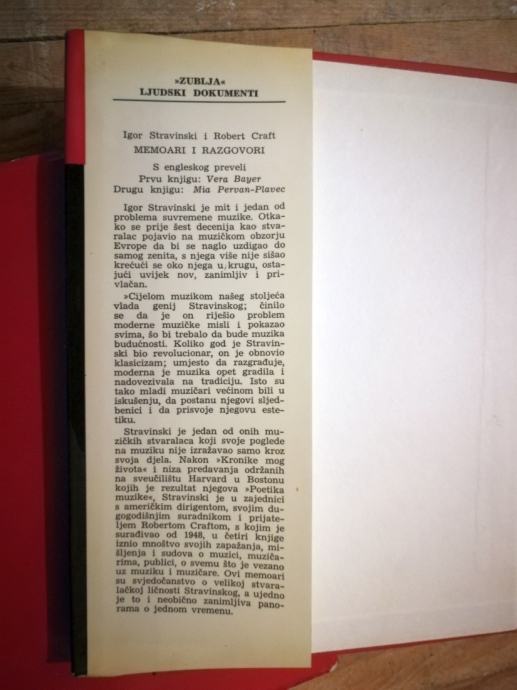 »ZUBLJA«
LJUDSKI DOKUMENTI
Igor Stravinski i Robert Craft
MEMOARI I RAZGOVORI
S engleskog preveli
Prvu knjigu: Vera Bayer
Drugu knjigu: Mia Pervan-Plavec
Igor Stravinski je mit i jedan od
problema suvremene muzike. Otka-
ko se prije šest decenija kao stva-
ralac pojavio na muzičkom obzorju
Evrope da bi se naglo uzdigao do
samog zenita, s njega više nije sišao
krećući se oko njega u krugu, osta-
jući uvijek nov, zanimljiv i pri-
vlačan.
»Cijelom muzikom našeg stoljeća
vlada genij Stravinskog; činilo
se da je on riješio problem
moderne muzičke misli i pokazao
svima, šo bi trebalo da bude muzika
budućnosti. Koliko god je Stravin-
ski bio revolucionar, on je obnovio
klasicizam; umjesto da razgrađuje,
moderna je muzika opet gradila i
nadovezivala na tradiciju. Isto su
tako mladi muzičari većinom bili u
iskušenju, da postanu njegovi sljed-
benici i da prisvoje njegovu este-
tiku.
Stravinski je jedan od onih mu-
zičkih stvaralaca koji svoje poglede
na muziku nije izražavao samo kroz
svoja djela. Nakon »Kronike mog
života« i niza predavanja održanih
na sveučilištu Harvard u Bostonu
kojih je rezultat njegova »Poetika
muzike«, Stravinski je u zajednici
s američkim dirigentom, svojim du-
gogodišnjim suradnikom i prijate-
ljem Robertom Craftom, s kojim je
surađivao od 1948, u četiri knjige
iznio mnoštvo svojih zapažanja, mi-
šljenja i sudova o muzici, muziča-
rima, publici, o svemu što je vezano
uz muziku i muzičare. Ovi memoari
su svjedočanstvo o velikoj stvara-
lačkoj ličnosti Stravinskog, a ujedno
je to i neobično zanimljiva pano-
rama o jednom vremenu.